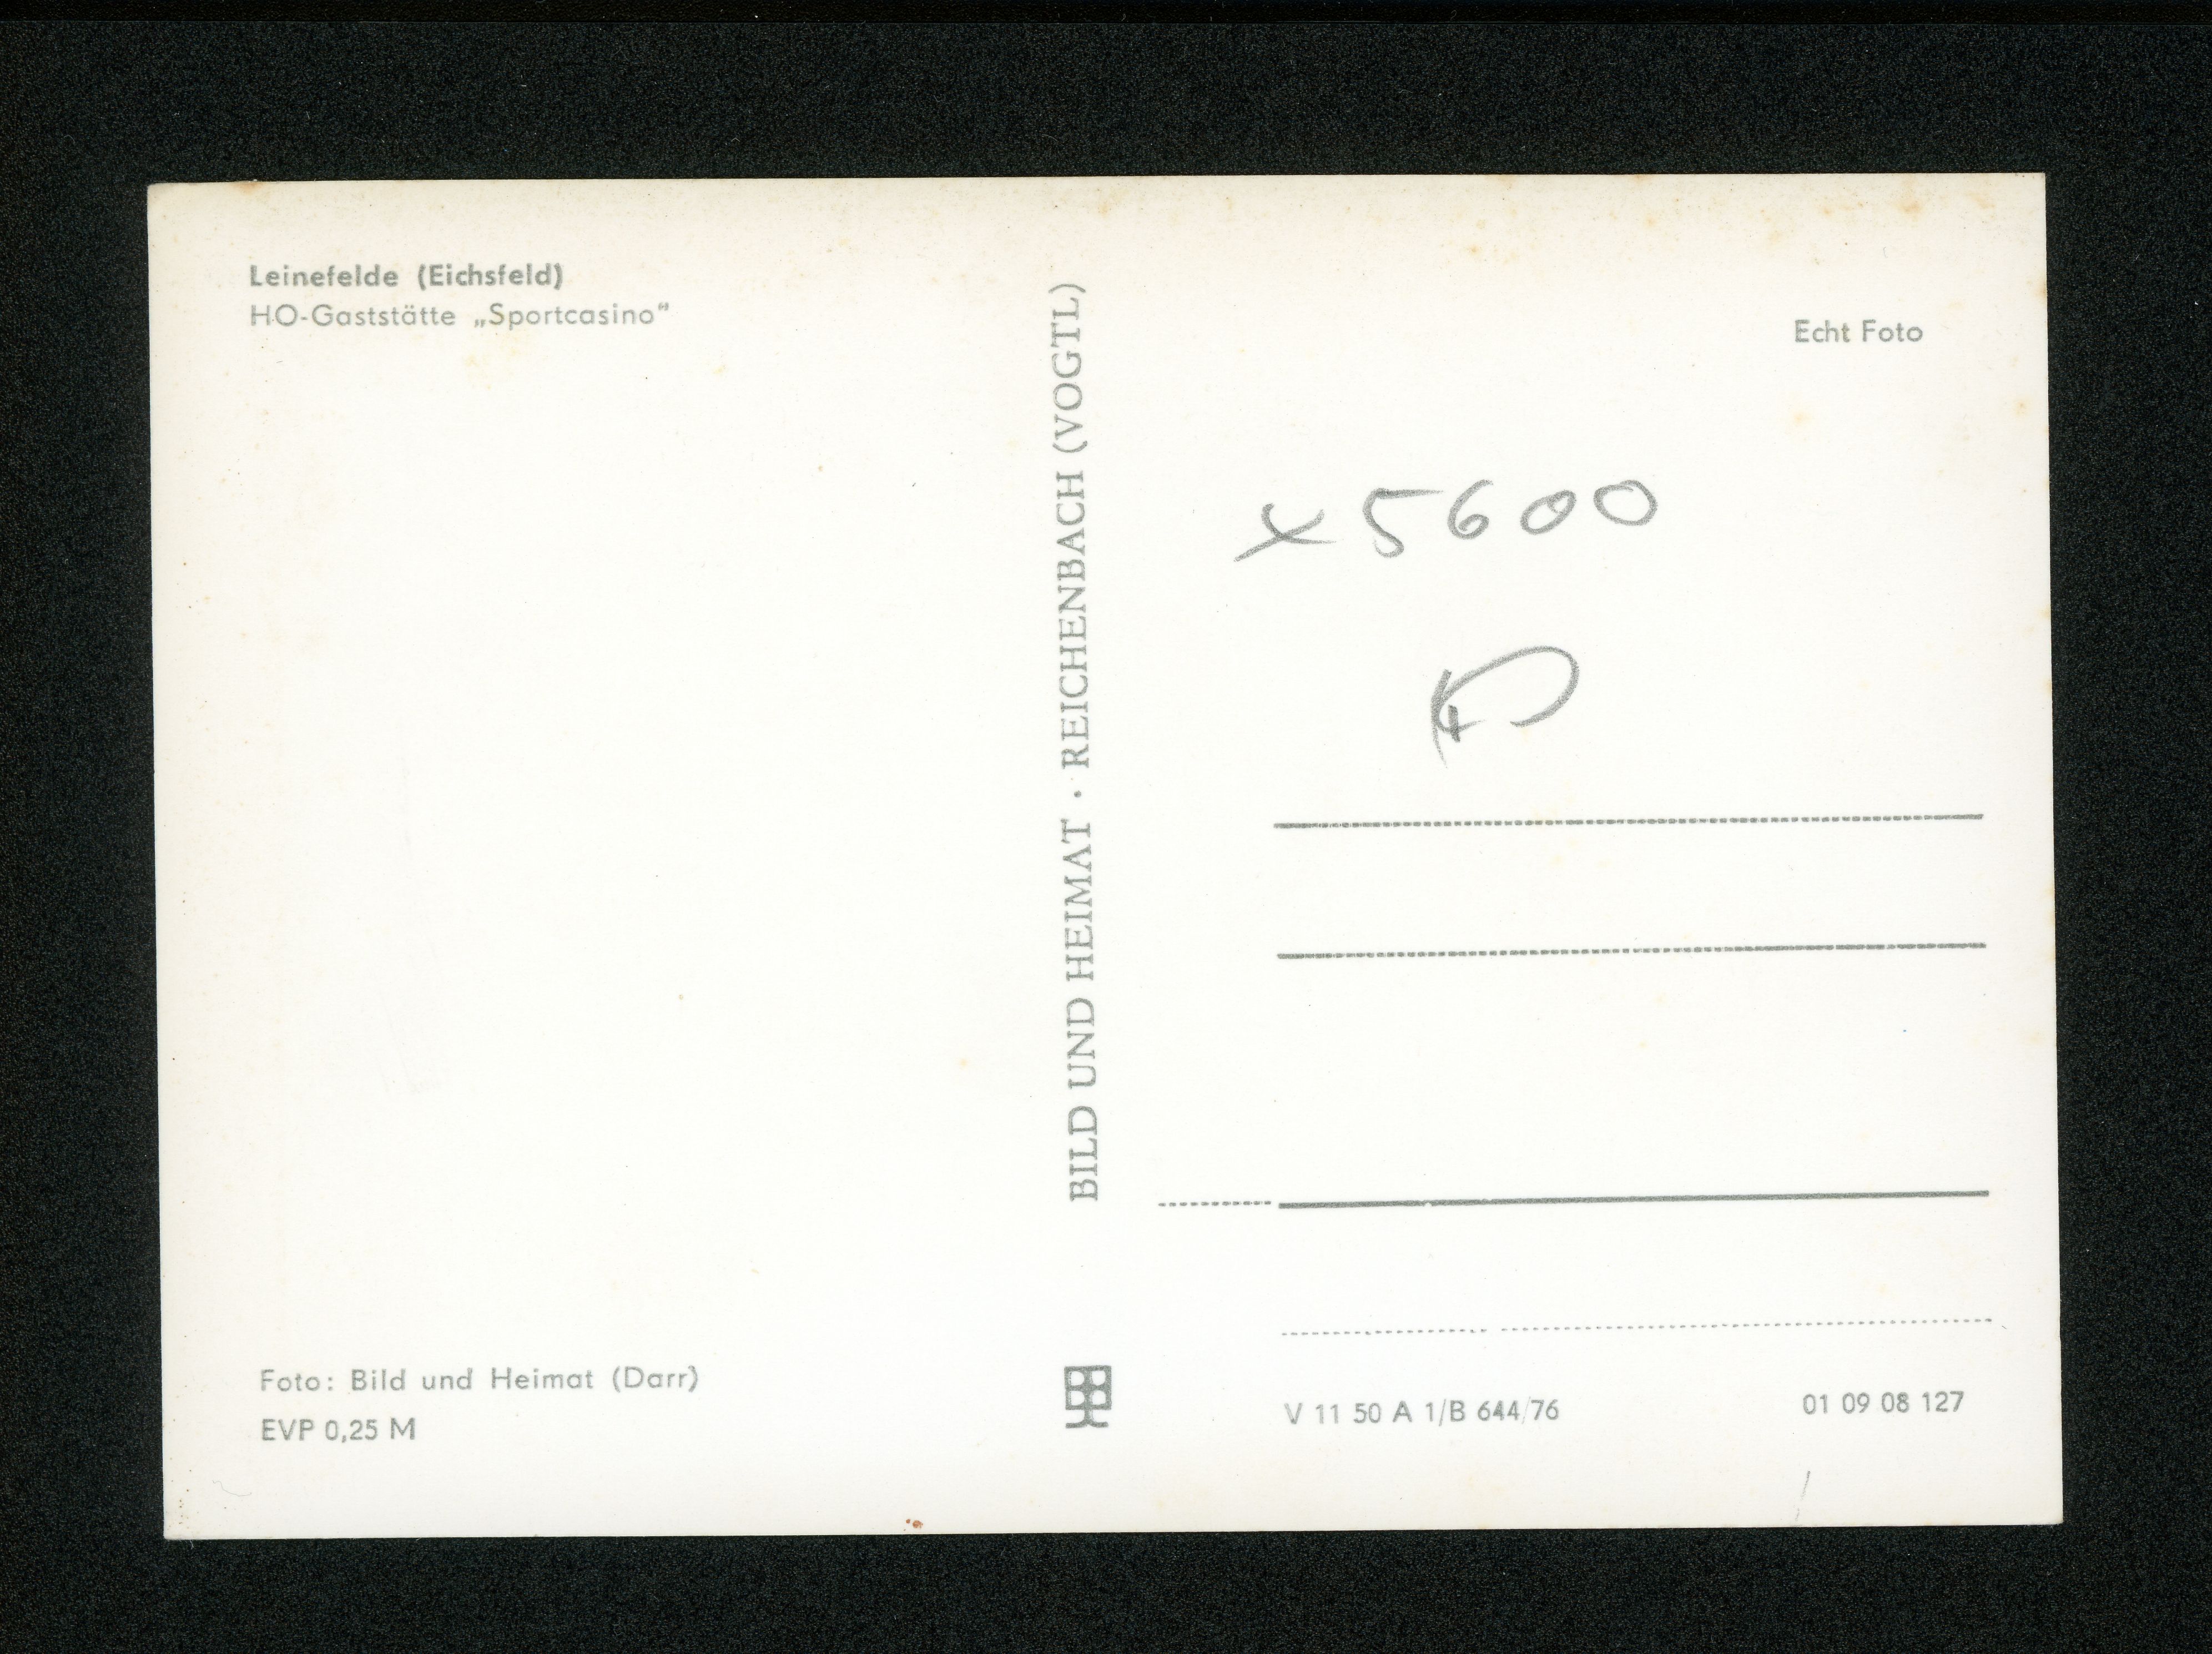 Leinefelde (Eichsfeld)
HO-Gaststätte „Sportcasino"
BILD UND HEIMAT · REICHENBACH (VOGTL)
Echt Foto
x 5600
Foto: Bild und Heimat (Darr)
EVP 0,25 M
V 11 50 A 1/B 644/76
01 09 08 127